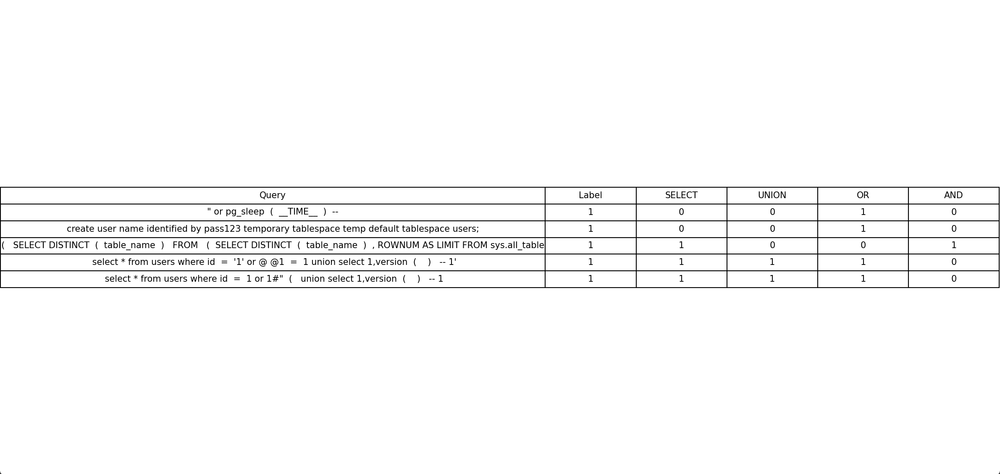 Query Label SELECT UNION OR AND
" or pg_sleep  (  __TIME__  )  -- 1 0 0 1 0
create user name identified by pass123 temporary tablespace temp default tablespace users; 1 0 0 1 0
(   SELECT DISTINCT  (  table_name  )   FROM   (  SELECT DISTINCT  (  table_name  )  , ROWNUM AS LIMIT FROM sys.all_table 1 1 0 0 1
select * from users where id  =  '1' or @ @1  =  1 union select 1,version  (    )   -- 1' 1 1 1 1 0
select * from users where id  =  1 or 1#"  (   union select 1,version  (    )   -- 1 1 1 1 1 0